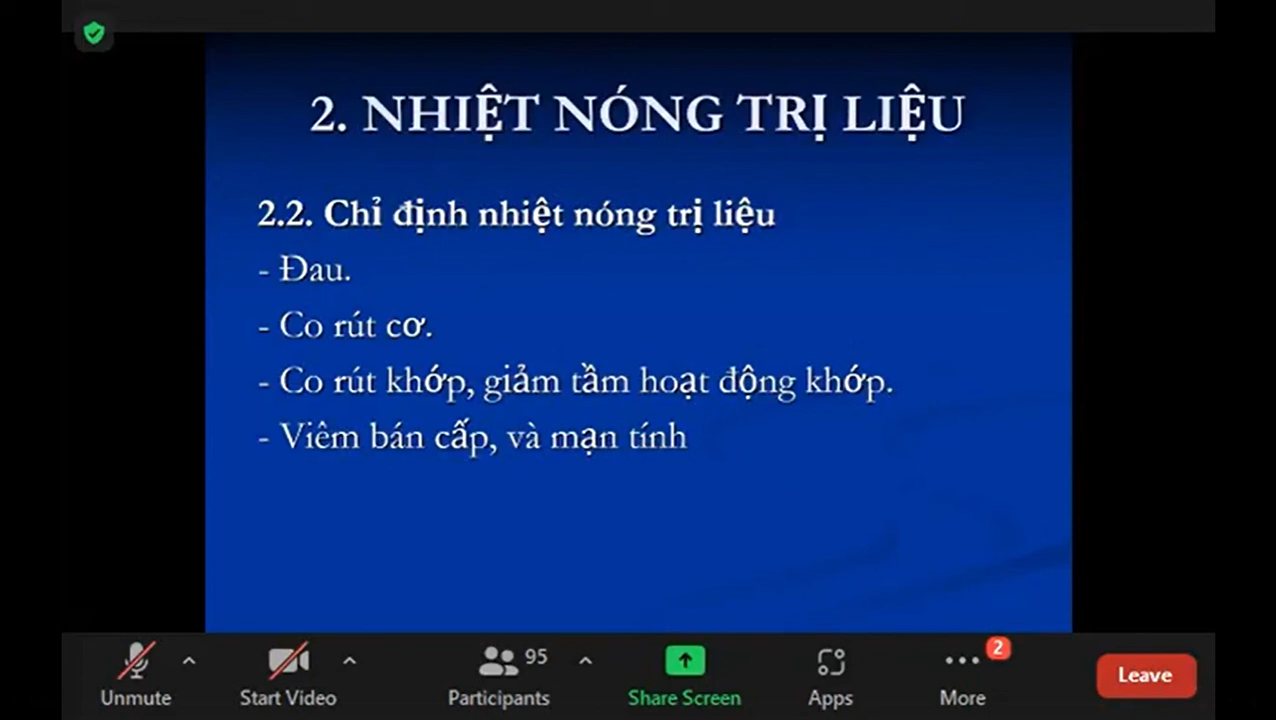 2. NHIỆT NÓNG TRỊ LIỆU
2.2. Chỉ định nhiệt nóng trị liệu
- Đau.
- Co rút cơ.
- Co rút khớp, giảm tầm hoạt động khớp.
- Viêm bán cấp, và mạn tính
95
2
Unmute
Start Video
Participants
Share Screen
Apps
More
Leave